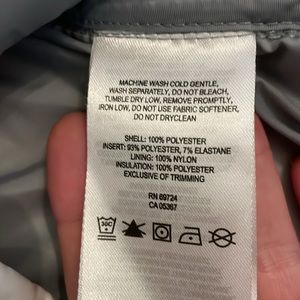 MACHINE WASH COLD GENTLE,
WASH SEPARATELY, DO NOT BLEACH,
TUMBLE DRY LOW, REMOVE PROMPTLY,
IRON LOW, DO NOT USE FABRIC SOFTENER,
DO NOT DRYCLEAN
SHELL: 100% POLYESTER
INSERT: 93% POLYESTER, 7% ELASTANE
LINING: 100% NYLON
INSULATION: 100% POLYESTER
EXCLUSIVE OF TRIMMING
RN 69724
CA 05367
30C